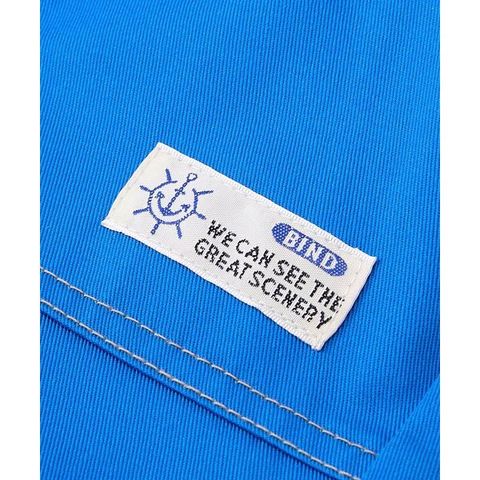 BIND
WE CAN SEE THE
GREAT SCENERY